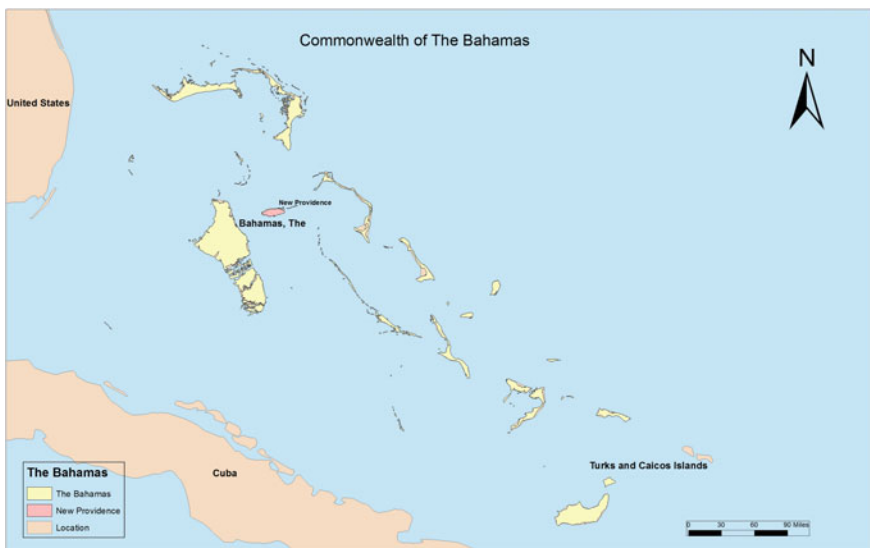 Commonwealth of The Bahamas
N
United States
New Providence
Bahamas, The
Turks and Caicos Islands
Cuba
The Bahamas
The Bahamas
New Providence
Location
0 30 60 90 Miles